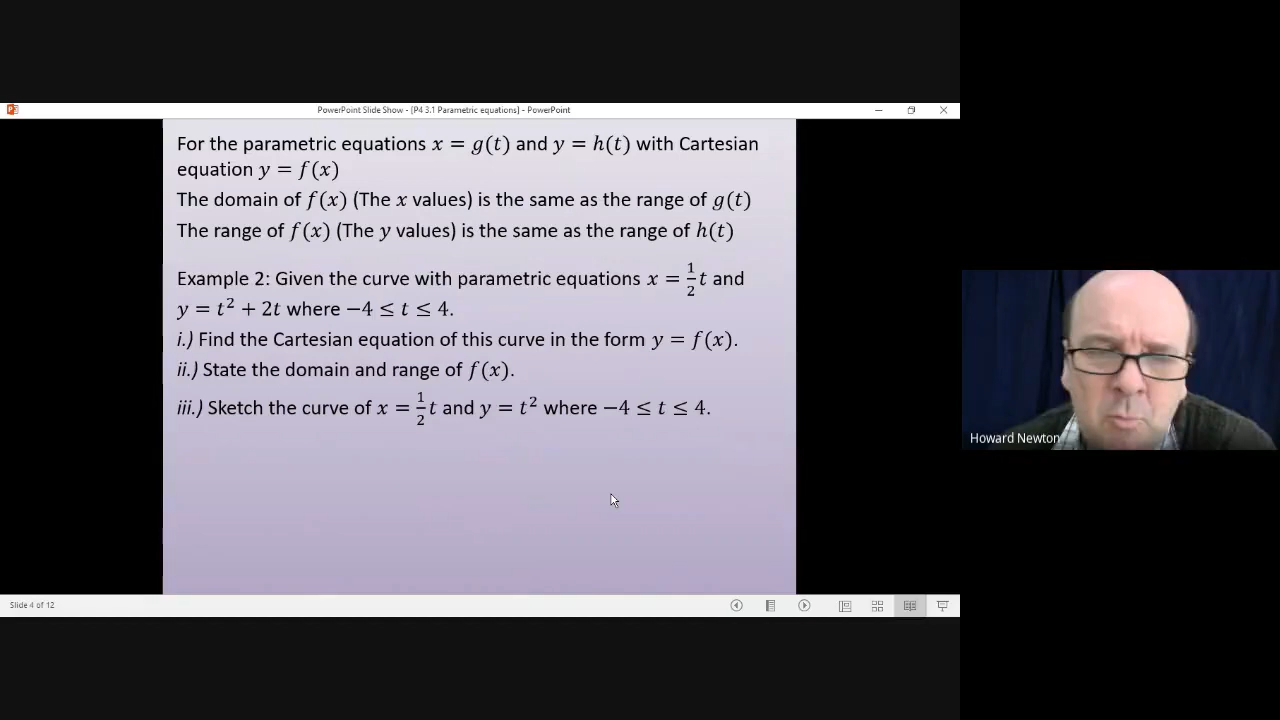 PowerPoint Slide Show - [P4 3.1 Parametric equations] - PowerPoint
For the parametric equations x = g(t) and y = h(t) with Cartesian
equation y = f(x)
The domain of f(x) (The x values) is the same as the range of g(t)
The range of f(x) (The y values) is the same as the range of h(t)
Example 2: Given the curve with parametric equations x = 1/2 t and
y = t² + 2t where −4 ≤ t ≤ 4.
i.) Find the Cartesian equation of this curve in the form y = f(x).
ii.) State the domain and range of f(x).
iii.) Sketch the curve of x = 1/2 t and y = t² where −4 ≤ t ≤ 4.
Howard Newton
Slide 4 of 12